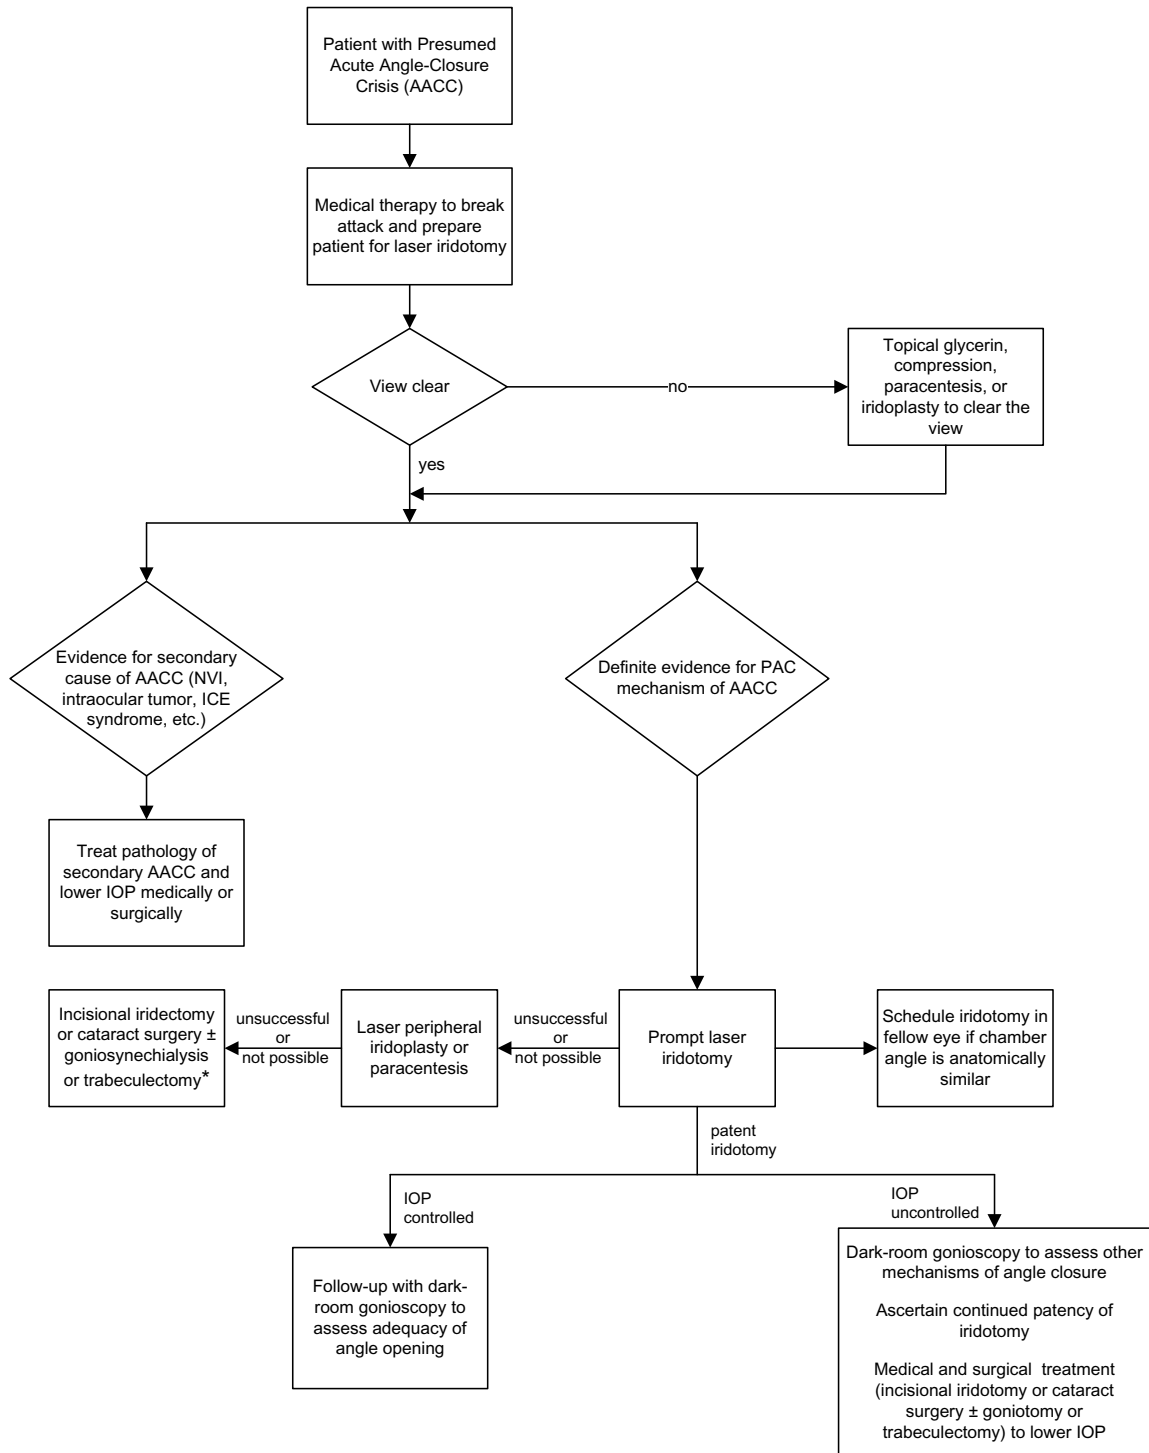 Patient with Presumed
Acute Angle-Closure
Crisis (AACC)
Medical therapy to break
attack and prepare
patient for laser iridotomy
View clear
no
Topical glycerin,
compression,
paracentesis, or
iridoplasty to clear the
view
yes
Evidence for secondary
cause of AACC (NVI,
intraocular tumor, ICE
syndrome, etc.)
Definite evidence for PAC
mechanism of AACC
Treat pathology of
secondary AACC and
lower IOP medically or
surgically
Incisional iridectomy
or cataract surgery ±
goniosynechialysis
or trabeculectomy*
unsuccessful
or
not possible
Laser peripheral
iridoplasty or
paracentesis
unsuccessful
or
not possible
Prompt laser
iridotomy
Schedule iridotomy in
fellow eye if chamber
angle is anatomically
similar
patent
iridotomy
IOP
controlled
IOP
uncontrolled
Follow-up with dark-
room gonioscopy to
assess adequacy of
angle opening
Dark-room gonioscopy to assess other
mechanisms of angle closure
Ascertain continued patency of
iridotomy
Medical and surgical treatment
(incisional iridotomy or cataract
surgery ± goniotomy or
trabeculectomy) to lower IOP